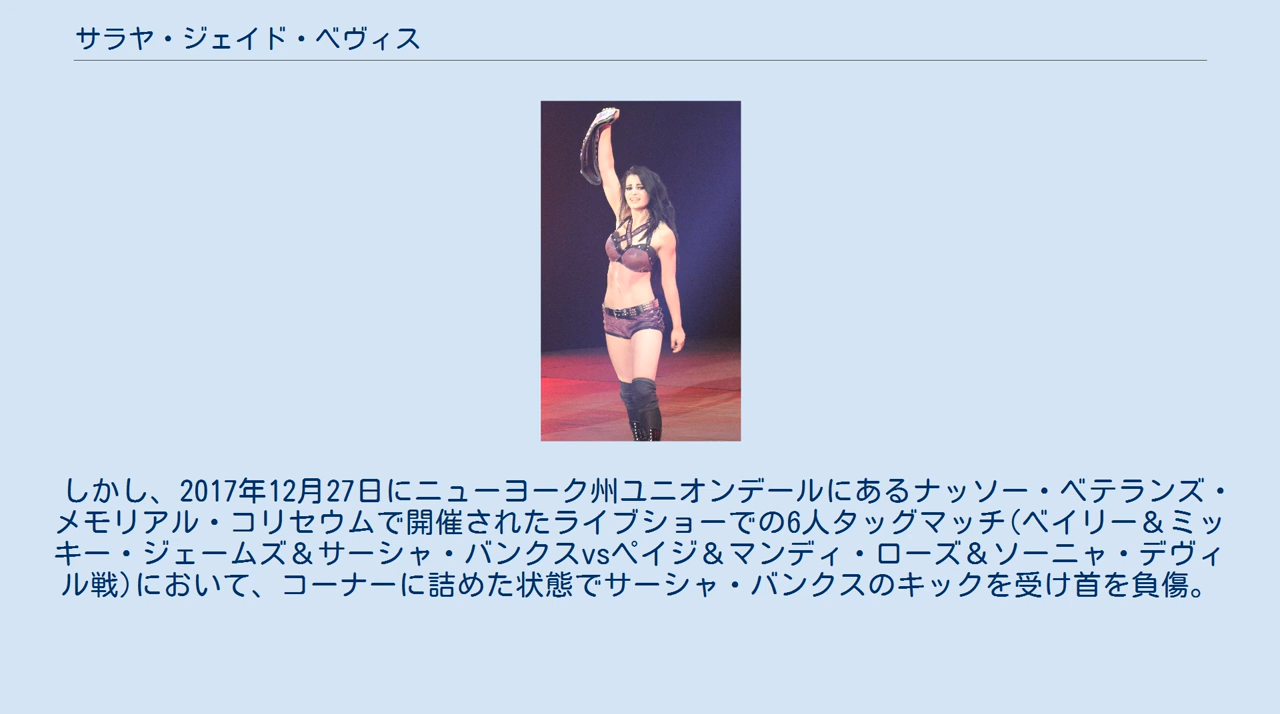 サラヤ・ジェイド・べヴィス
しかし、2017年12月27日にニューヨーク州ユニオンデールにあるナッソー・ベテランズ・
メモリアル・コリセウムで開催されたライブショーでの6人タッグマッチ(ベイリー＆ミッ
キー・ジェームズ＆サーシャ・バンクスvsペイジ＆マンディ・ローズ＆ソーニャ・デヴィ
ル戦)において、コーナーに詰めた状態でサーシャ・バンクスのキックを受け首を負傷。